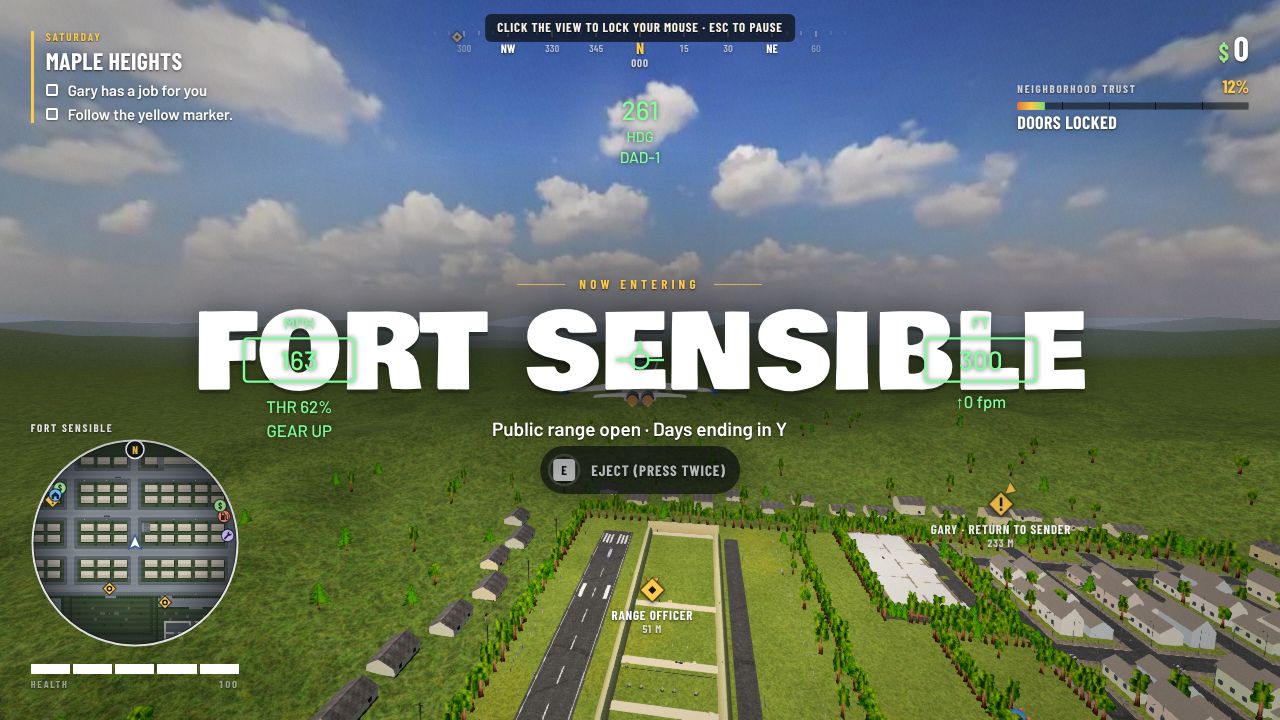 CLICK THE VIEW TO LOCK YOUR MOUSE · ESC TO PAUSE
SATURDAY
MAPLE HEIGHTS
Gary has a job for you
Follow the yellow marker.
300 NW 330 345 N 15 30 NE 60
000
$ 0
NEIGHBORHOOD TRUST 12%
DOORS LOCKED
261
HDG
DAD-1
NOW ENTERING
FORT SENSIBLE
MPH
163
THR 62%
GEAR UP
FT
300
↑0 fpm
Public range open · Days ending in Y
E EJECT (PRESS TWICE)
FORT SENSIBLE
N
GARY · RETURN TO SENDER
233 M
RANGE OFFICER
51 M
HEALTH 100